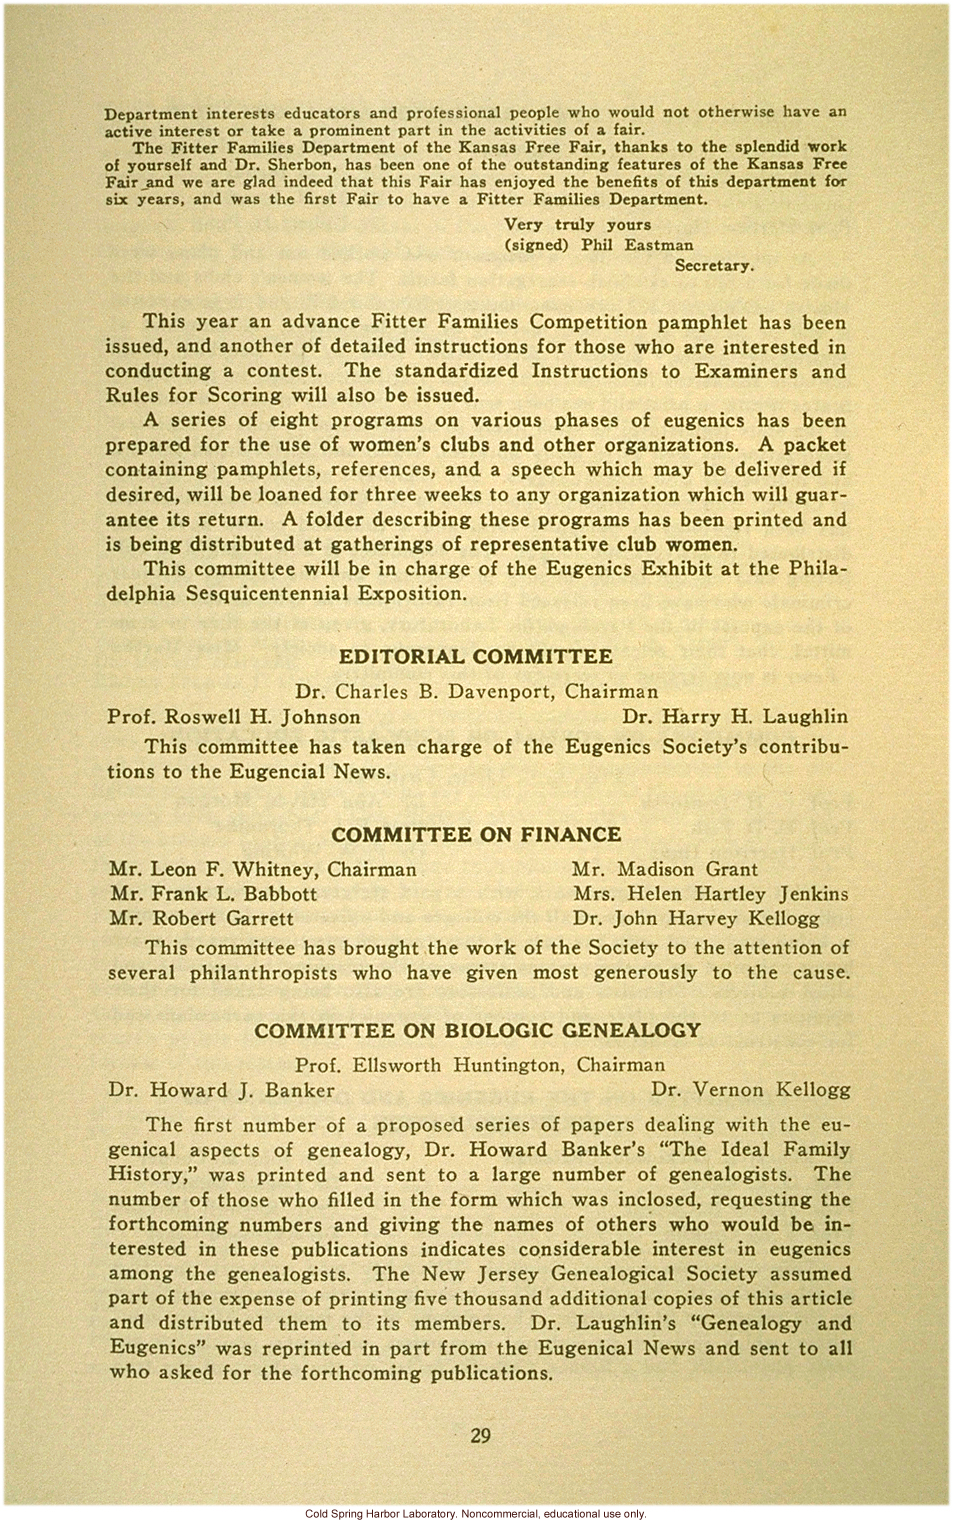 Department interests educators and professional people who would not otherwise have an
active interest or take a prominent part in the activities of a fair.
The Fitter Families Department of the Kansas Free Fair, thanks to the splendid work
of yourself and Dr. Sherbon, has been one of the outstanding features of the Kansas Free
Fair and we are glad indeed that this Fair has enjoyed the benefits of this department for
six years, and was the first Fair to have a Fitter Families Department.
Very truly yours
(signed) Phil Eastman
Secretary.
This year an advance Fitter Families Competition pamphlet has been
issued, and another of detailed instructions for those who are interested in
conducting a contest. The standardized Instructions to Examiners and
Rules for Scoring will also be issued.
A series of eight programs on various phases of eugenics has been
prepared for the use of women's clubs and other organizations. A packet
containing pamphlets, references, and a speech which may be delivered if
desired, will be loaned for three weeks to any organization which will guar-
antee its return. A folder describing these programs has been printed and
is being distributed at gatherings of representative club women.
This committee will be in charge of the Eugenics Exhibit at the Phila-
delphia Sesquicentennial Exposition.
EDITORIAL COMMITTEE
Dr. Charles B. Davenport, Chairman
Prof. Roswell H. Johnson Dr. Harry H. Laughlin
This committee has taken charge of the Eugenics Society's contribu-
tions to the Eugencial News.
COMMITTEE ON FINANCE
Mr. Leon F. Whitney, Chairman Mr. Madison Grant
Mr. Frank L. Babbott Mrs. Helen Hartley Jenkins
Mr. Robert Garrett Dr. John Harvey Kellogg
This committee has brought the work of the Society to the attention of
several philanthropists who have given most generously to the cause.
COMMITTEE ON BIOLOGIC GENEALOGY
Prof. Ellsworth Huntington, Chairman
Dr. Howard J. Banker Dr. Vernon Kellogg
The first number of a proposed series of papers dealing with the eu-
genical aspects of genealogy, Dr. Howard Banker's "The Ideal Family
History," was printed and sent to a large number of genealogists. The
number of those who filled in the form which was inclosed, requesting the
forthcoming numbers and giving the names of others who would be in-
terested in these publications indicates considerable interest in eugenics
among the genealogists. The New Jersey Genealogical Society assumed
part of the expense of printing five thousand additional copies of this article
and distributed them to its members. Dr. Laughlin's "Genealogy and
Eugenics" was reprinted in part from the Eugenical News and sent to all
who asked for the forthcoming publications.
29
Cold Spring Harbor Laboratory. Noncommercial, educational use only.